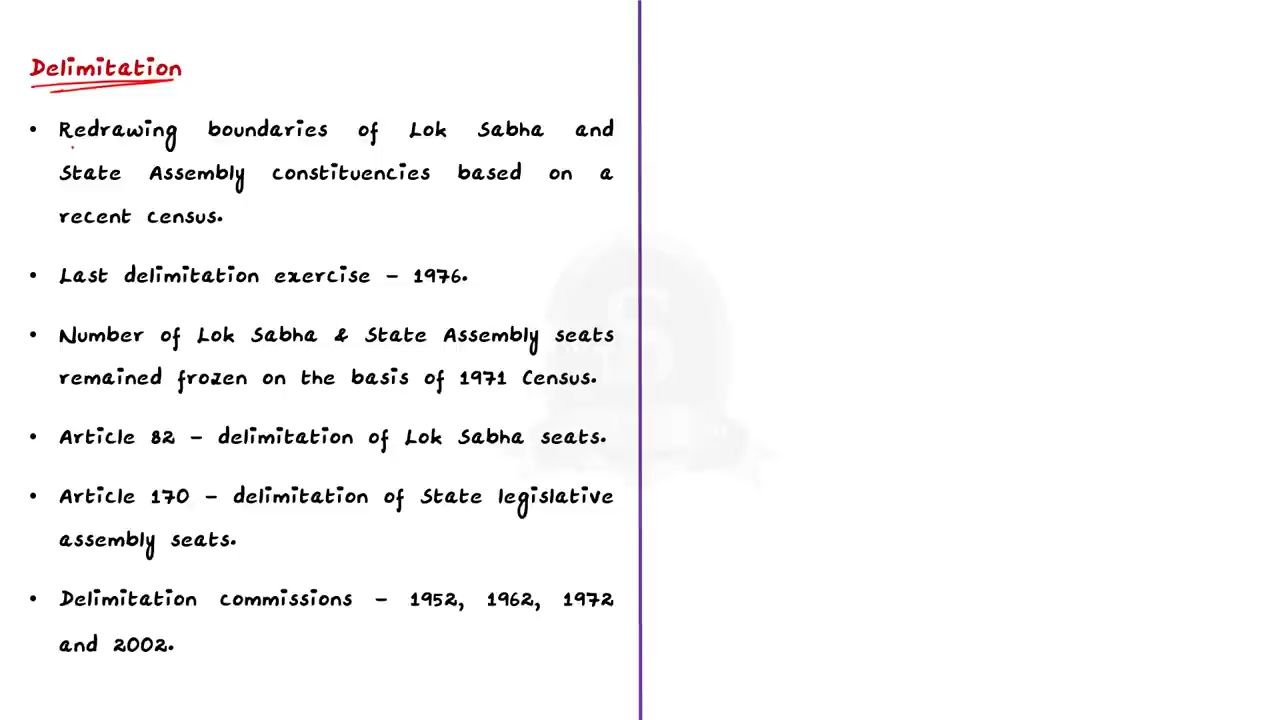 Delimitation
• Redrawing boundaries of Lok Sabha and
State Assembly constituencies based on a
recent census.
• Last delimitation exercise – 1976.
• Number of Lok Sabha & State Assembly seats
remained frozen on the basis of 1971 Census.
• Article 82 – delimitation of Lok Sabha seats.
• Article 170 – delimitation of State legislative
assembly seats.
• Delimitation commissions – 1952, 1962, 1972
and 2002.